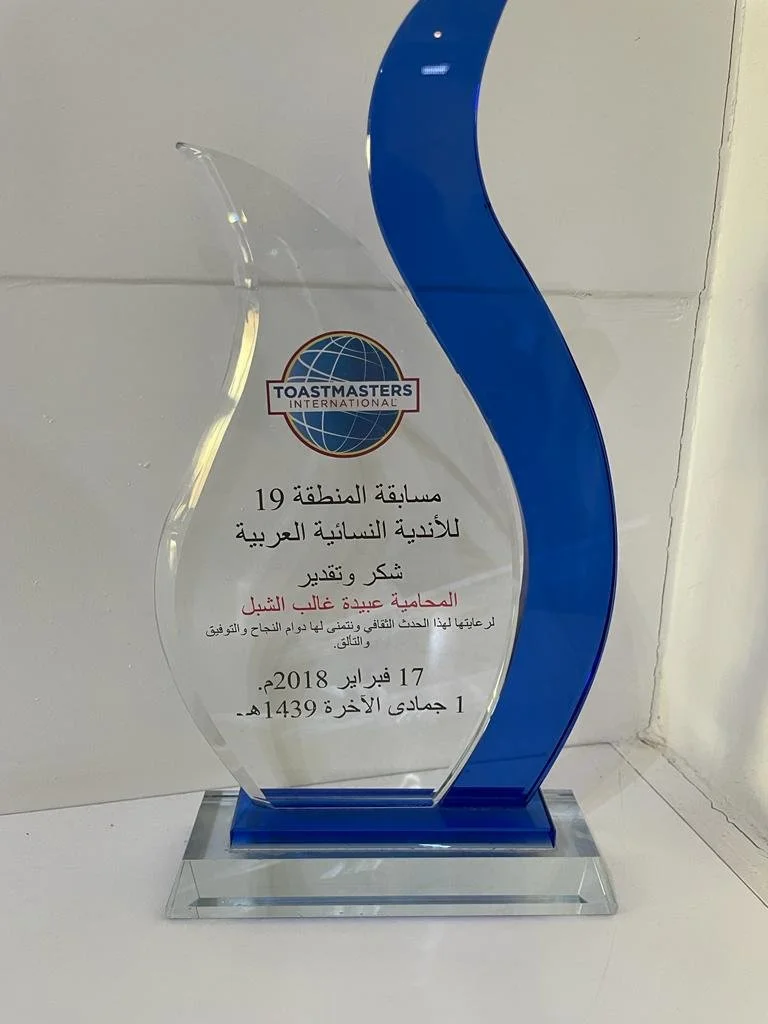 TOASTMASTERS
INTERNATIONAL
مسابقة المنطقة 19
للأندية النسائية العربية
شكر وتقدير
المحامية عبيدة غالب الشبل
لرعايتها لهذا الحدث الثقافي ونتمنى لها دوام النجاح والتوفيق
والتألق.
17 فبراير 2018م.
1 جمادى الآخرة 1439هـ